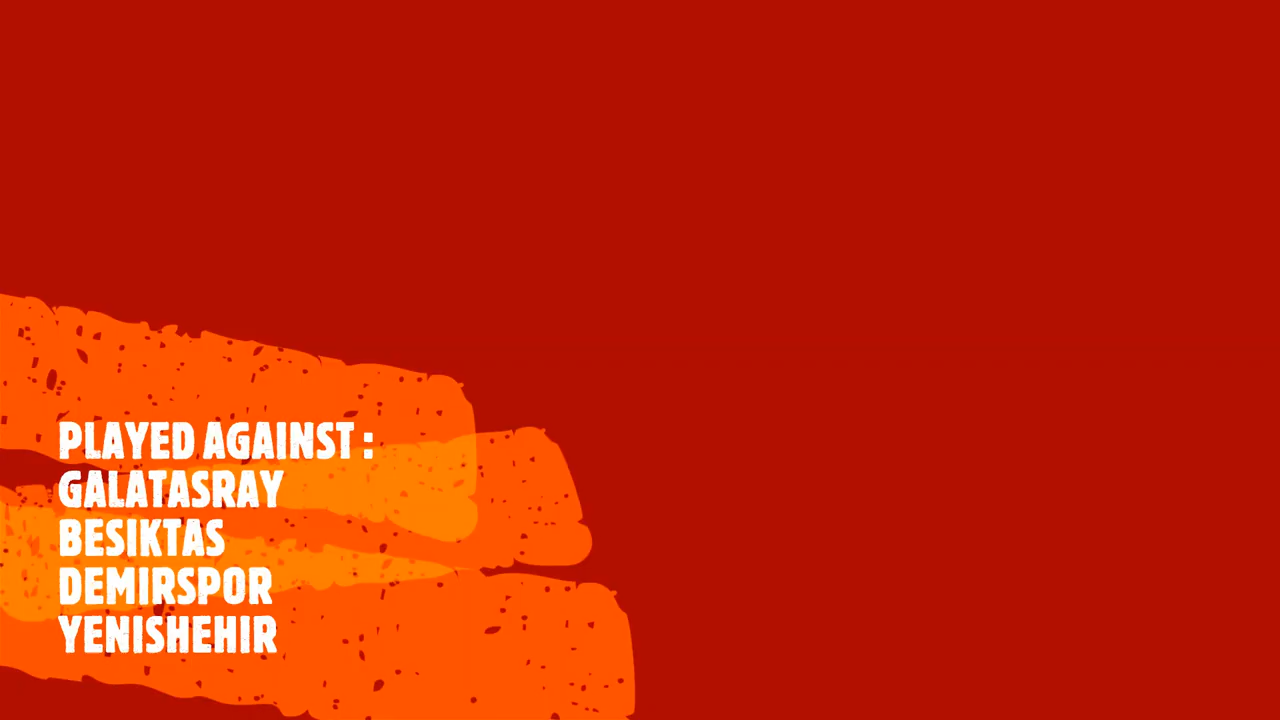 PLAYED AGAINST :
GALATASRAY
BESIKTAS
DEMIRSPOR
YENISHEHIR